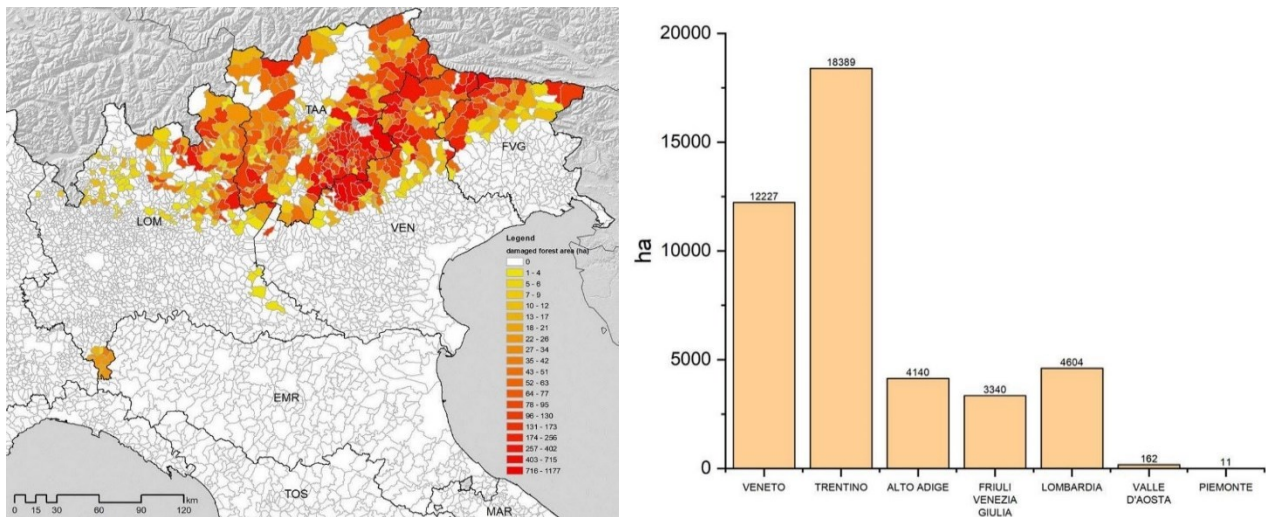 TAA
FVG
LOM
VEN
EMR
TOS
MAR
Legend
damaged forest area (ha)
0
1 - 4
5 - 6
7 - 9
10 - 12
13 - 17
18 - 21
22 - 26
27 - 34
35 - 42
43 - 51
52 - 63
64 - 77
78 - 95
96 - 130
131 - 173
174 - 256
257 - 402
403 - 715
716 - 1177
km
0 15 30 60 90 120
ha
20000
15000
10000
5000
0
12227
18389
4140
3340
4604
162
11
VENETO
TRENTINO
ALTO ADIGE
FRIULI
VENEZIA
GIULIA
LOMBARDIA
VALLE
D'AOSTA
PIEMONTE